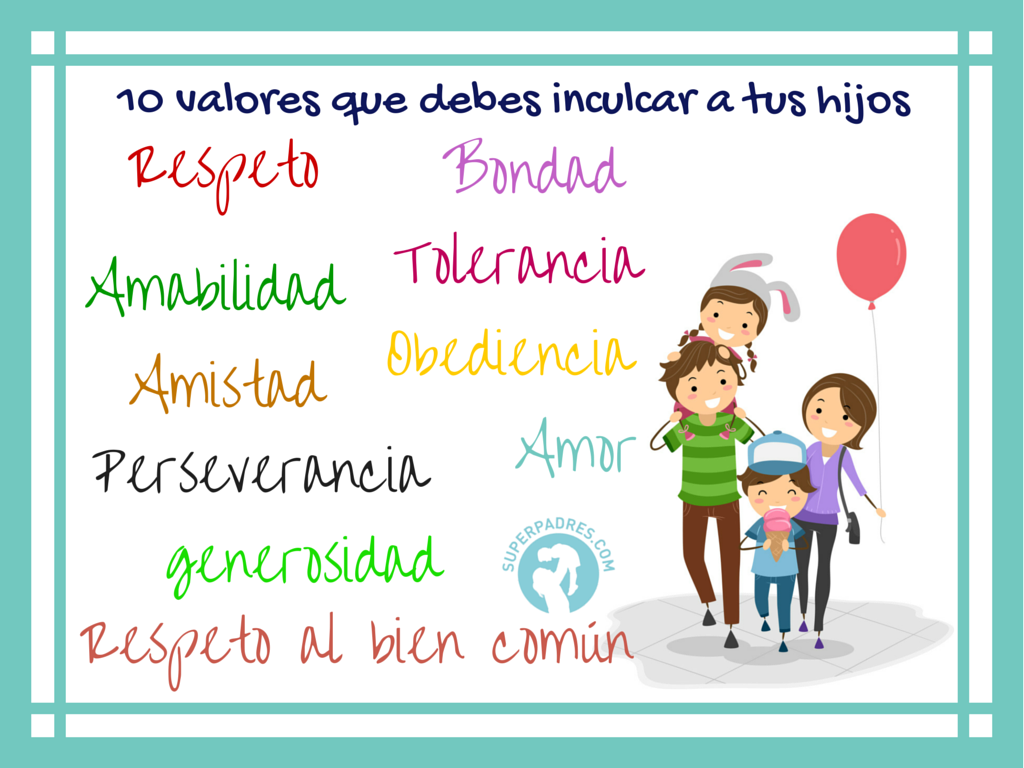 10 valores que debes inculcar a tus hijos
Respeto
Bondad
Amabilidad
Tolerancia
Amistad
Obediencia
Perseverancia
Amor
generosidad
SUPERPADRES.COM
Respeto al bien común